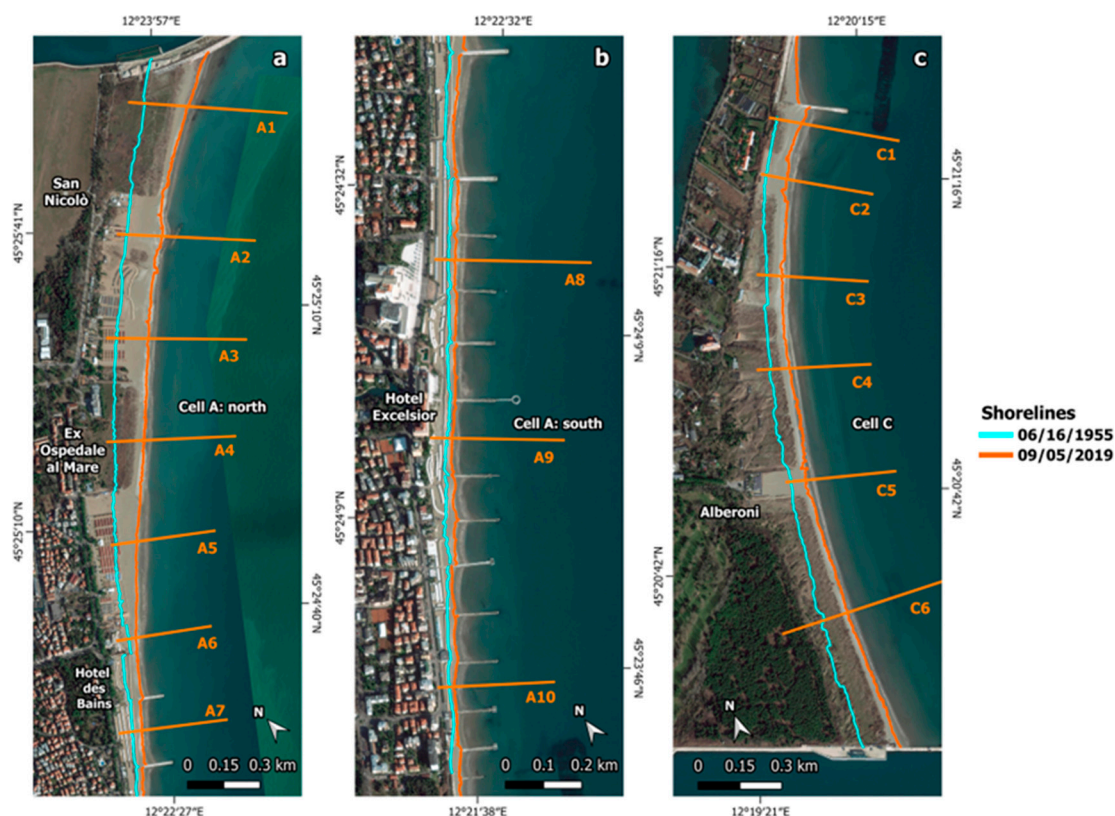 12°23'57"E
12°22'32"E
12°20'15"E
a
A1
San
Nicolò
45°25'41"N
A2
45°25'10"N
A3
Cell A: north
Ex
Ospedale
al Mare
A4
45°25'10"N
A5
45°24'40"N
A6
Hotel
des
Bains
A7
N
0 0.15 0.3 km
12°22'27"E
b
45°24'32"N
A8
45°24'9"N
Hotel
Excelsior
Cell A: south
A9
45°24'9"N
45°23'46"N
A10
N
0 0.1 0.2 km
12°21'38"E
c
C1
45°21'16"N
C2
45°21'16"N
C3
C4
Cell C
C5
45°20'42"N
Alberoni
45°20'42"N
C6
N
0 0.15 0.3 km
12°19'21"E
Shorelines
06/16/1955
09/05/2019